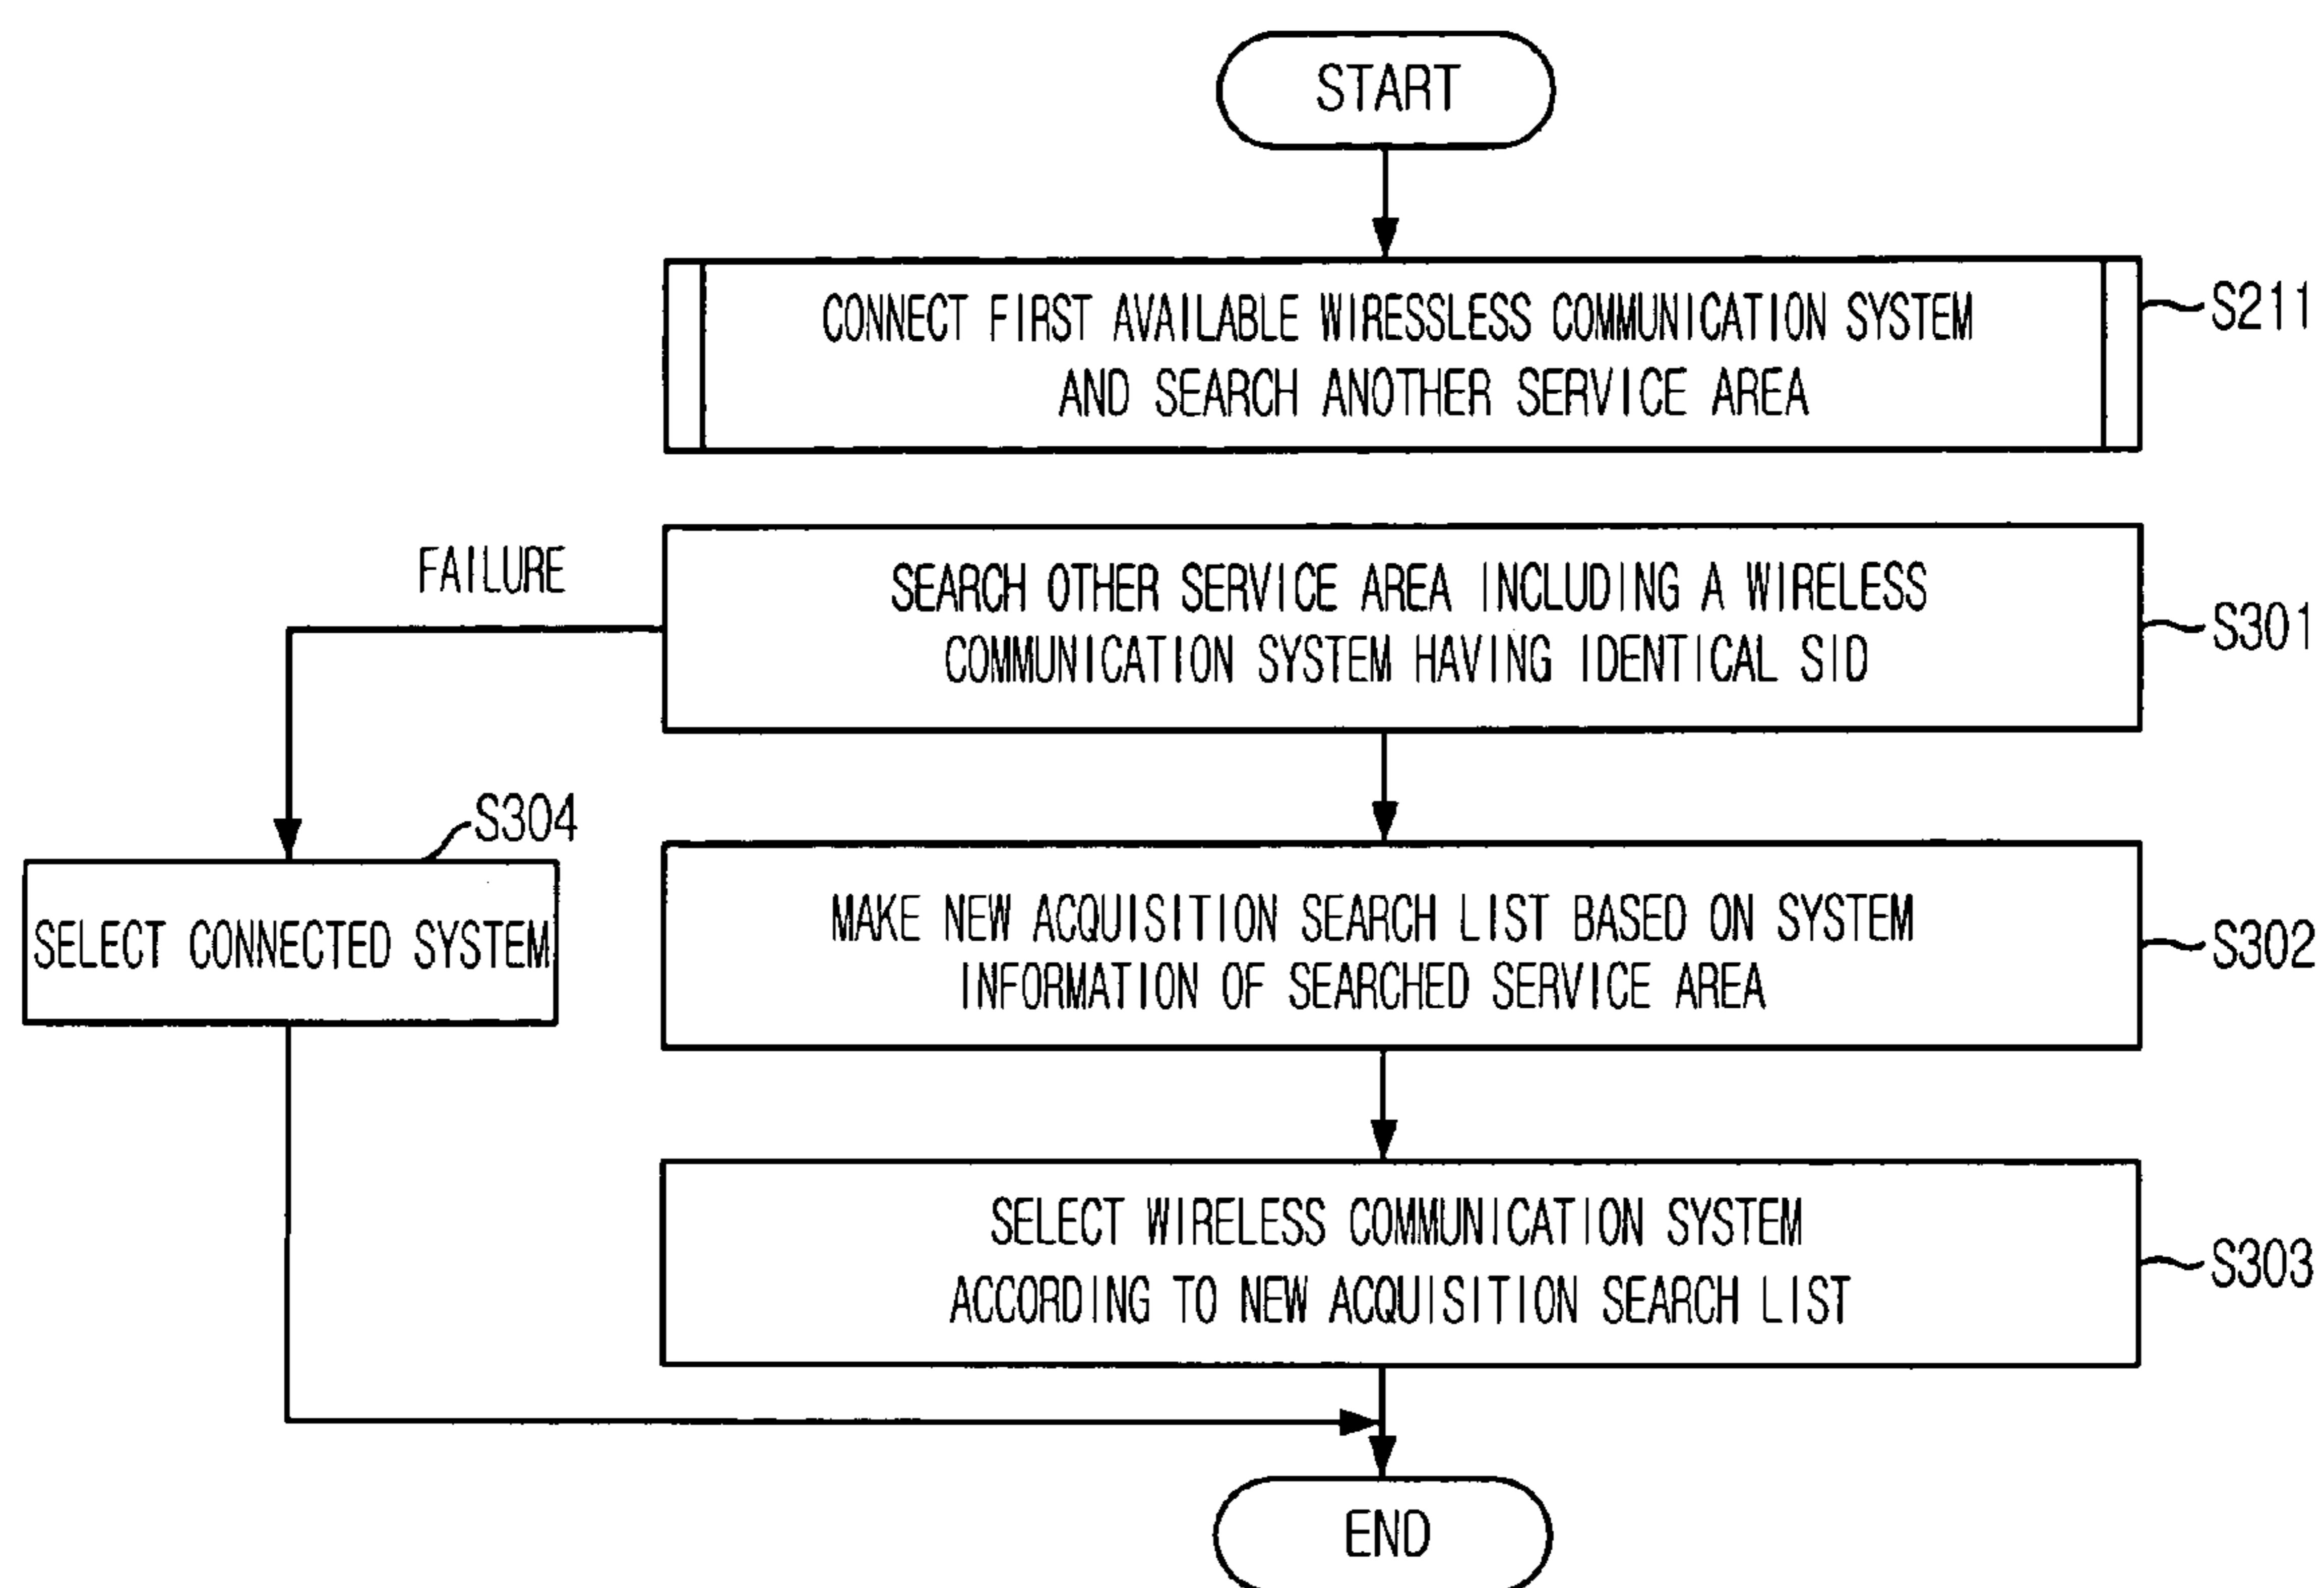 START
CONNECT FIRST AVAILABLE WIRESSLESS COMMUNICATION SYSTEM
AND SEARCH ANOTHER SERVICE AREA
S211
FAILURE
SEARCH OTHER SERVICE AREA INCLUDING A WIRELESS
COMMUNICATION SYSTEM HAVING IDENTICAL SID
S301
S304
SELECT CONNECTED SYSTEM
MAKE NEW ACQUISITION SEARCH LIST BASED ON SYSTEM
INFORMATION OF SEARCHED SERVICE AREA
S302
SELECT WIRELESS COMMUNICATION SYSTEM
ACCORDING TO NEW ACQUISITION SEARCH LIST
S303
END